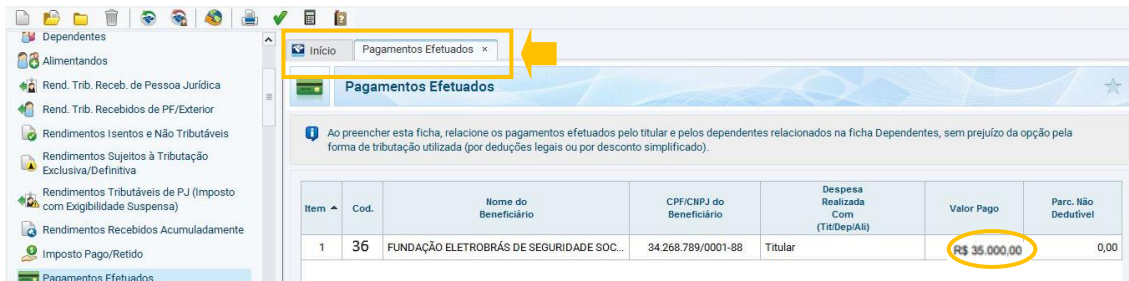 Dependentes
Alimentandos
Rend. Trib. Receb. de Pessoa Jurídica
Rend. Trib. Recebidos de PF/Exterior
Rendimentos Isentos e Não Tributáveis
Rendimentos Sujeitos à Tributação
Exclusiva/Definitiva
Rendimentos Tributáveis de PJ (Imposto
com Exigibilidade Suspensa)
Rendimentos Recebidos Acumuladamente
Imposto Pago/Retido
Pagamentos Efetuados
Início
Pagamentos Efetuados ×
Pagamentos Efetuados
Ao preencher esta ficha, relacione os pagamentos efetuados pelo titular e pelos dependentes relacionados na ficha Dependentes, sem prejuízo da opção pela
forma de tributação utilizada (por deduções legais ou por desconto simplificado).
Item
Cod.
Nome do
Beneficiário
CPF/CNPJ do
Beneficiário
Despesa
Realizada
Com
(Tit/Dep/Ali)
Valor Pago
Parc. Não
Dedutível
1 36 FUNDAÇÃO ELETROBRÁS DE SEGURIDADE SOC... 34.268.789/0001-88 Titular R$ 35.000,00 0,00